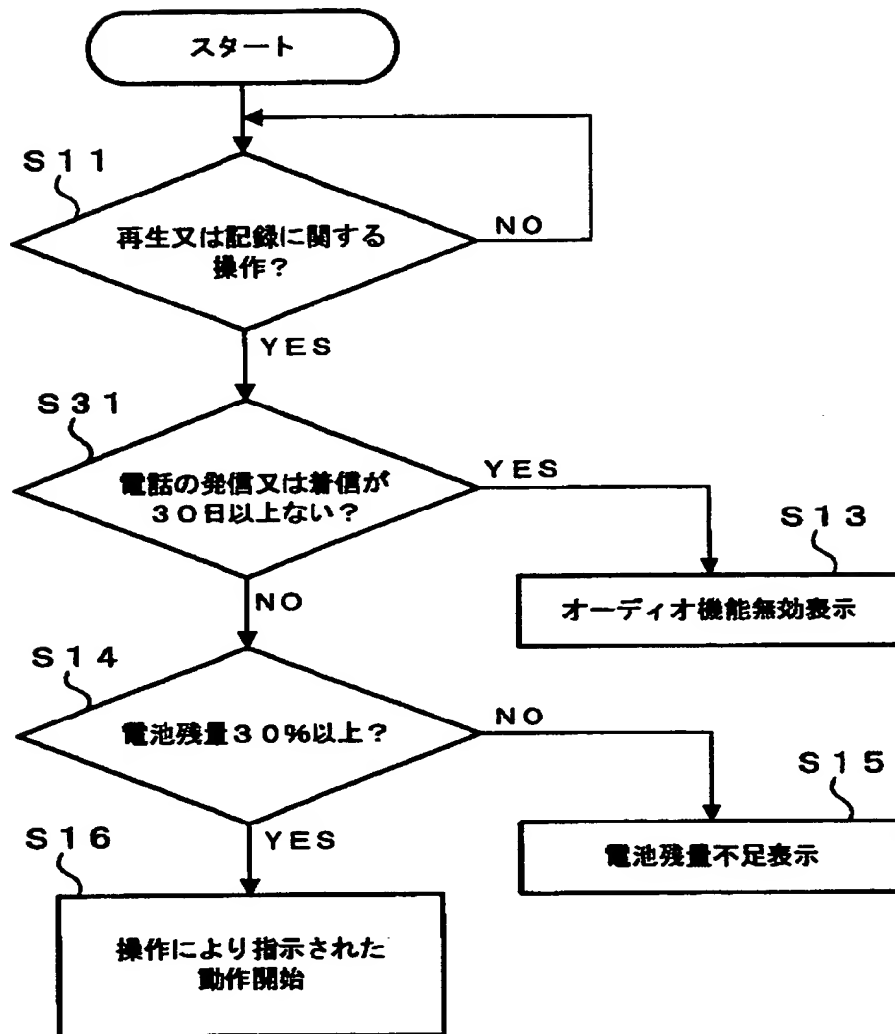 スタート
S11
再生又は記録に関する
操作?
NO
YES
S31
電話の発信又は着信が
30日以上ない?
YES
NO
S13
オーディオ機能無効表示
S14
電池残量30%以上?
NO
YES
S15
電池残量不足表示
S16
操作により指示された
動作開始